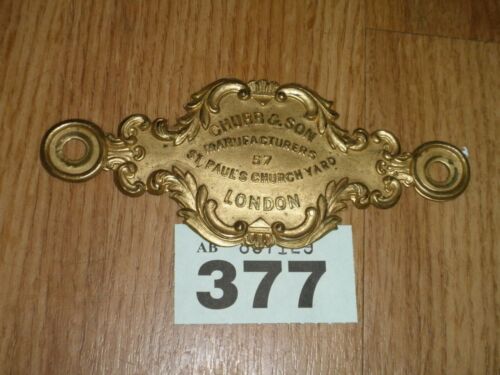 CHUBB & SON
MANUFACTURERS
57
ST. PAUL'S CHURCH YARD
LONDON
AB
377